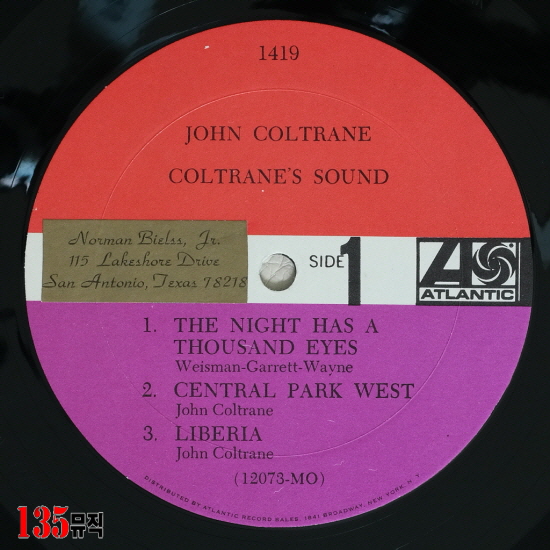 1419
JOHN COLTRANE
COLTRANE'S SOUND
Norman Bielss, Jr.
115 Lakeshore Drive
San Antonio, Texas 78218
SIDE 1
ATLANTIC
1. THE NIGHT HAS A
THOUSAND EYES
Weisman-Garrett-Wayne
2. CENTRAL PARK WEST
John Coltrane
3. LIBERIA
John Coltrane
(12073-MO)
DISTRIBUTED BY ATLANTIC RECORD SALES, 1841 BROADWAY, NEW YORK, N. Y.
135뮤직